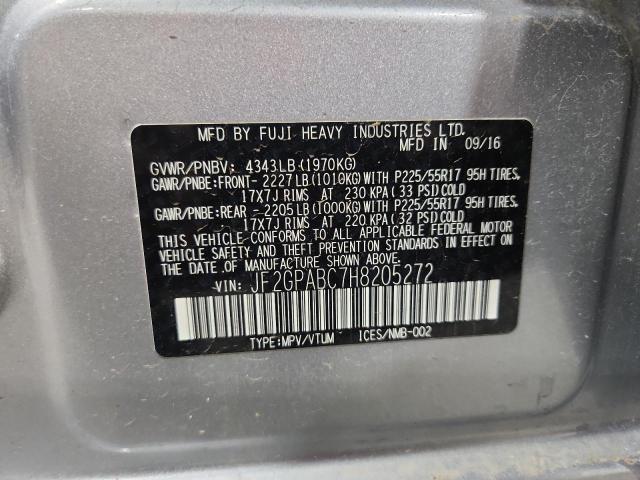 MFD BY FUJI HEAVY INDUSTRIES LTD.
MFD IN 09/16
GVWR/PNBV: 4343LB(1970KG)
GAWR/PNBE:FRONT-2227LB(1010KG)WITH P225/55R17 95H TIRES,
17X7J RIMS AT 230 KPA(33 PSI)COLD
GAWR/PNBE:REAR -2205LB(1000KG)WITH P225/55R17 95H TIRES,
17X7J RIMS AT 220 KPA(32 PSI)COLD
THIS VEHICLE CONFORMS TO ALL APPLICABLE FEDERAL MOTOR
VEHICLE SAFETY AND THEFT PREVENTION STANDARDS IN EFFECT ON
THE DATE OF MANUFACTURE SHOWN ABOVE.
VIN: JF2GPABC7H8205272
TYPE:MPV/VTUM ICES/NMB-002